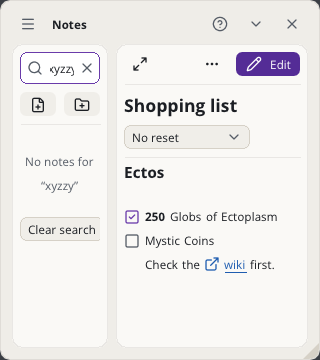 Notes
xyzzy
Edit
No notes for
“xyzzy”
Clear search
Shopping list
No reset
Ectos
250 Globs of Ectoplasm
Mystic Coins
Check the wiki first.